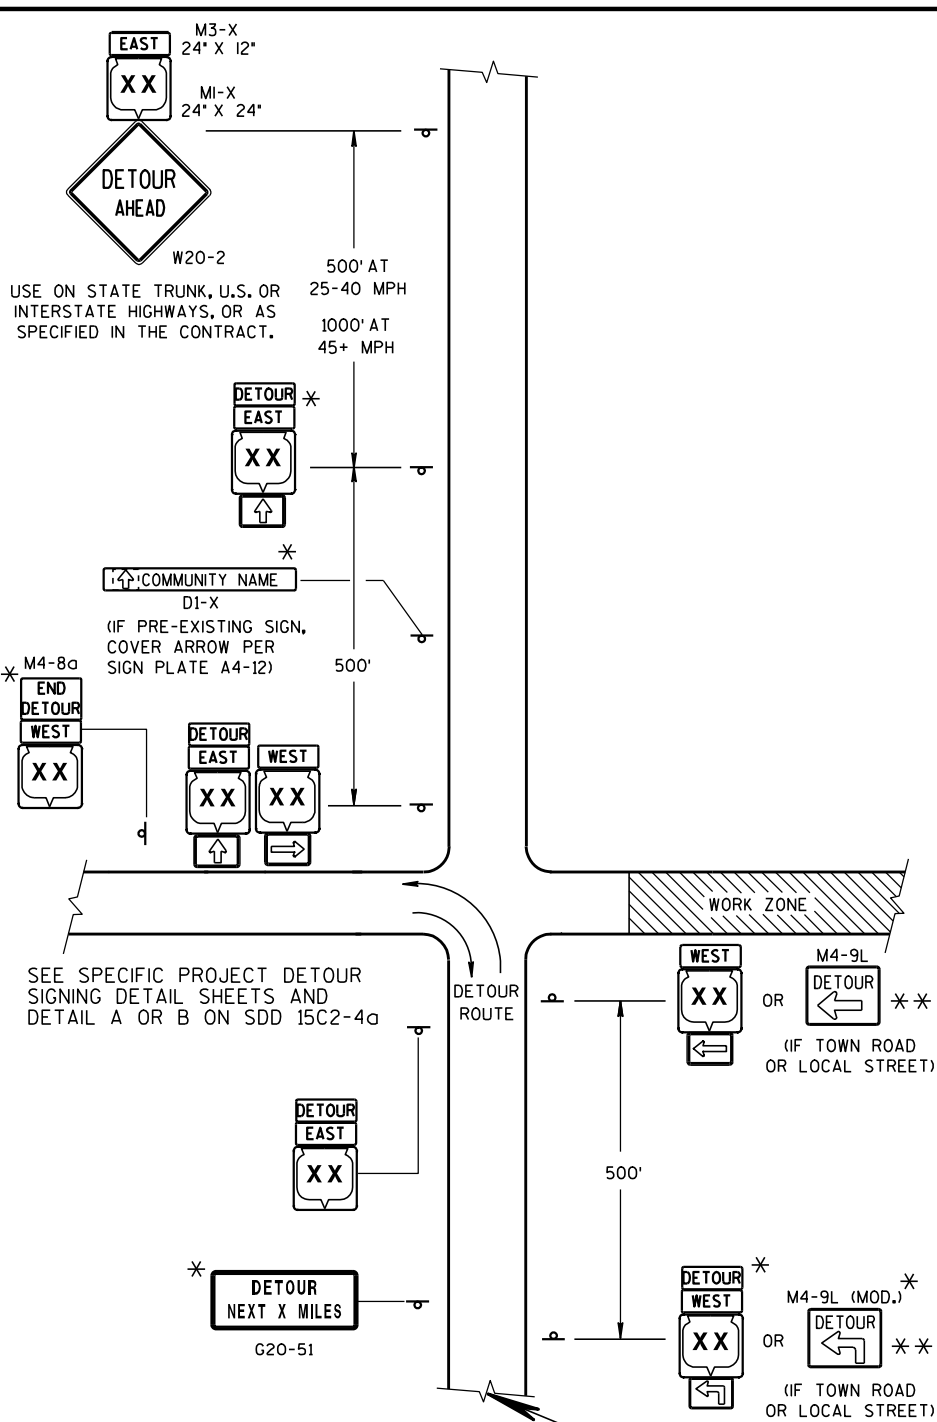 EAST
M3-X
24" X 12"
XX
M1-X
24" X 24"
DETOUR
AHEAD
W20-2
USE ON STATE TRUNK, U.S. OR
INTERSTATE HIGHWAYS, OR AS
SPECIFIED IN THE CONTRACT.
500' AT
25-40 MPH
1000' AT
45+ MPH
DETOUR *
EAST
XX
*
COMMUNITY NAME
D1-X
(IF PRE-EXISTING SIGN,
COVER ARROW PER
SIGN PLATE A4-12)
500'
* M4-8a
END
DETOUR
WEST
XX
DETOUR
EAST
XX
WEST
XX
WORK ZONE
SEE SPECIFIC PROJECT DETOUR
SIGNING DETAIL SHEETS AND
DETAIL A OR B ON SDD 15C2-4a
DETOUR
ROUTE
WEST
XX
OR
M4-9L
DETOUR
**
(IF TOWN ROAD
OR LOCAL STREET)
DETOUR
EAST
XX
500'
*
DETOUR
NEXT X MILES
G20-51
DETOUR *
WEST
XX
OR
M4-9L (MOD.) *
DETOUR
**
(IF TOWN ROAD
OR LOCAL STREET)